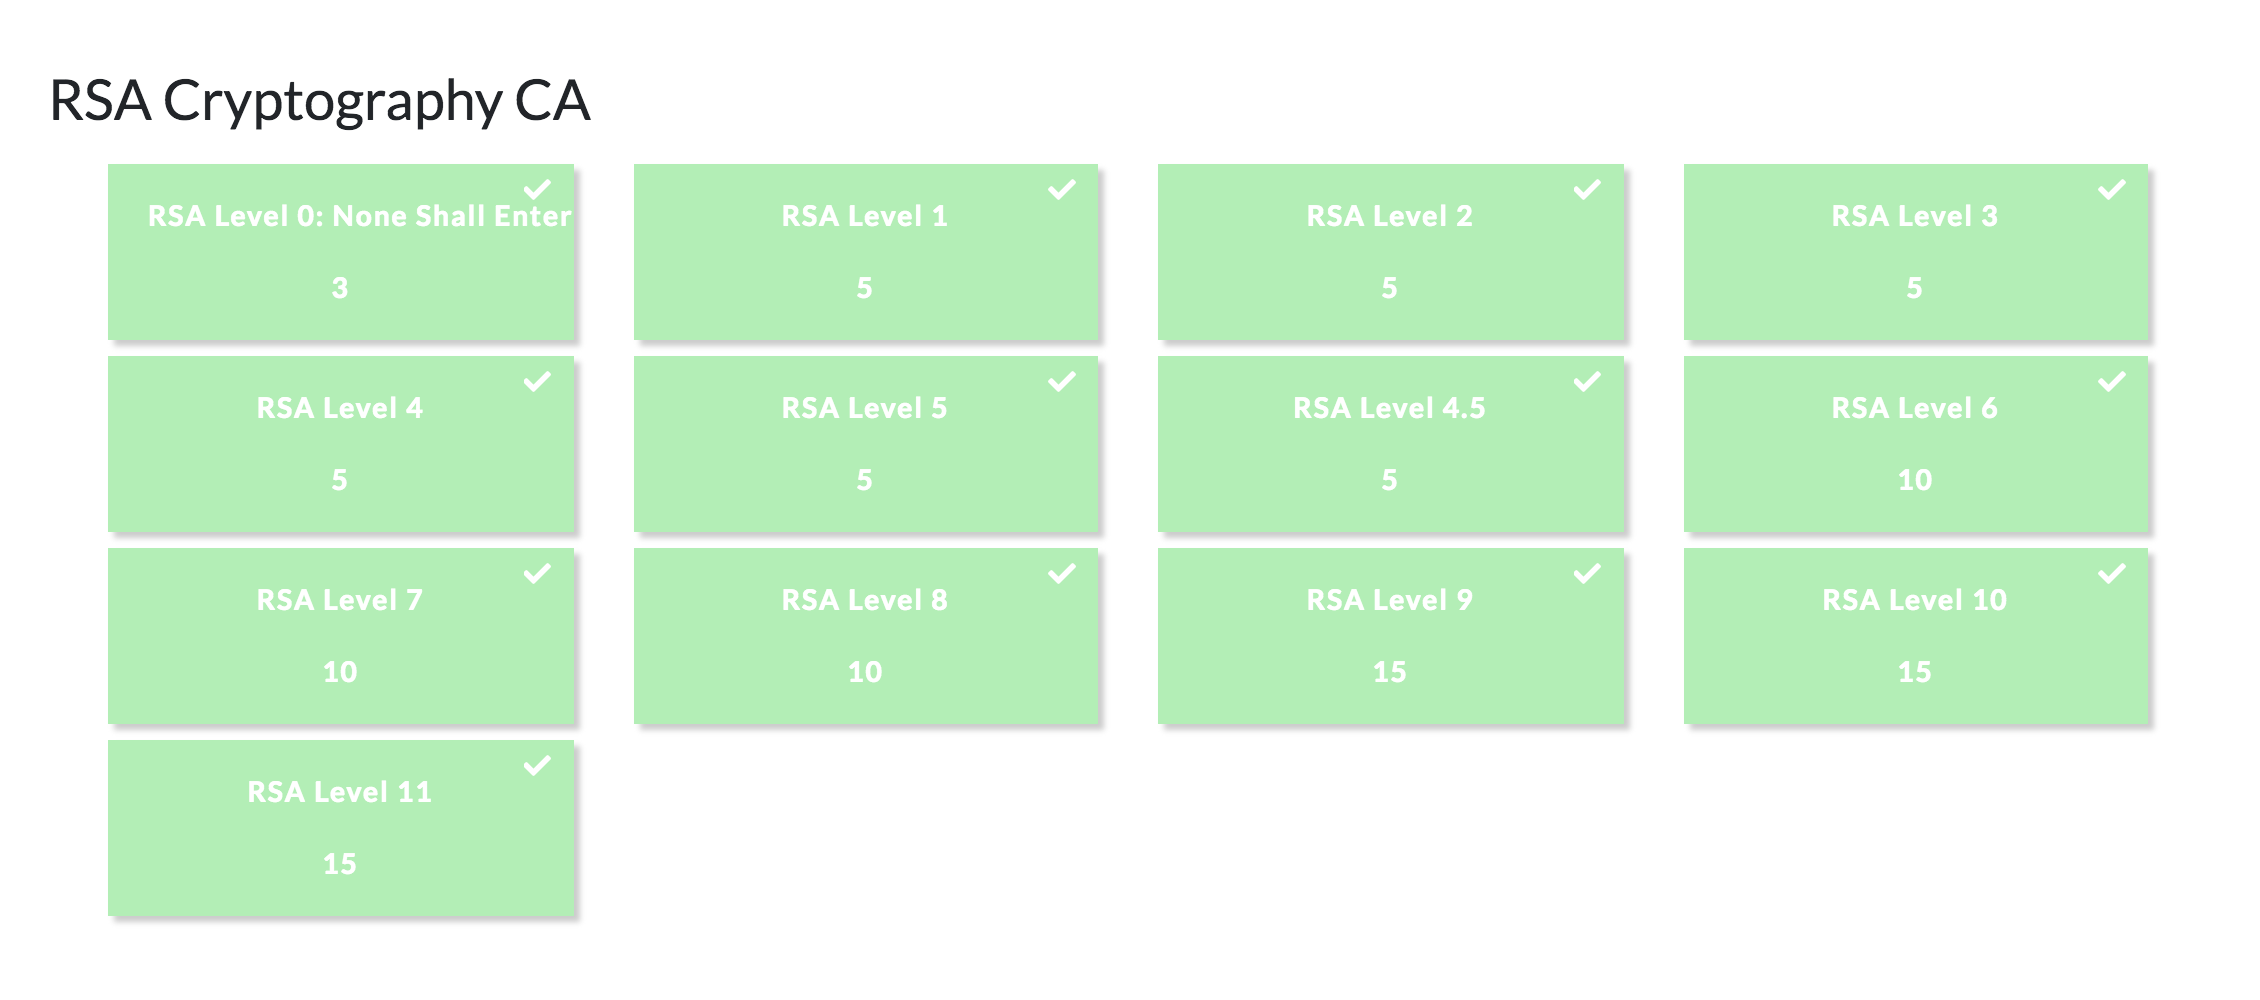 RSA Cryptography CA
RSA Level 0: None Shall Enter
3
RSA Level 1
5
RSA Level 2
5
RSA Level 3
5
RSA Level 4
5
RSA Level 5
5
RSA Level 4.5
5
RSA Level 6
10
RSA Level 7
10
RSA Level 8
10
RSA Level 9
15
RSA Level 10
15
RSA Level 11
15